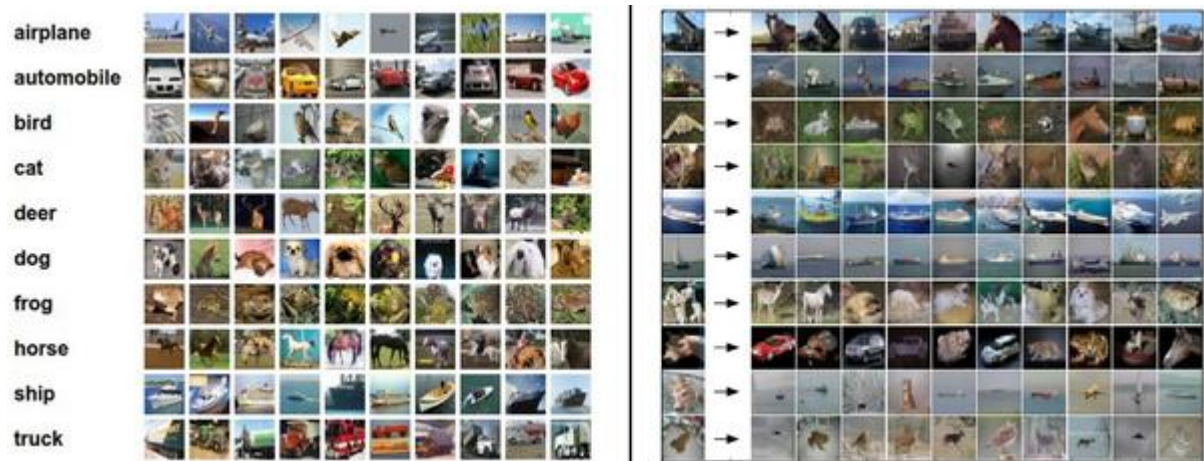 airplane
automobile
bird
cat
deer
dog
frog
horse
ship
truck